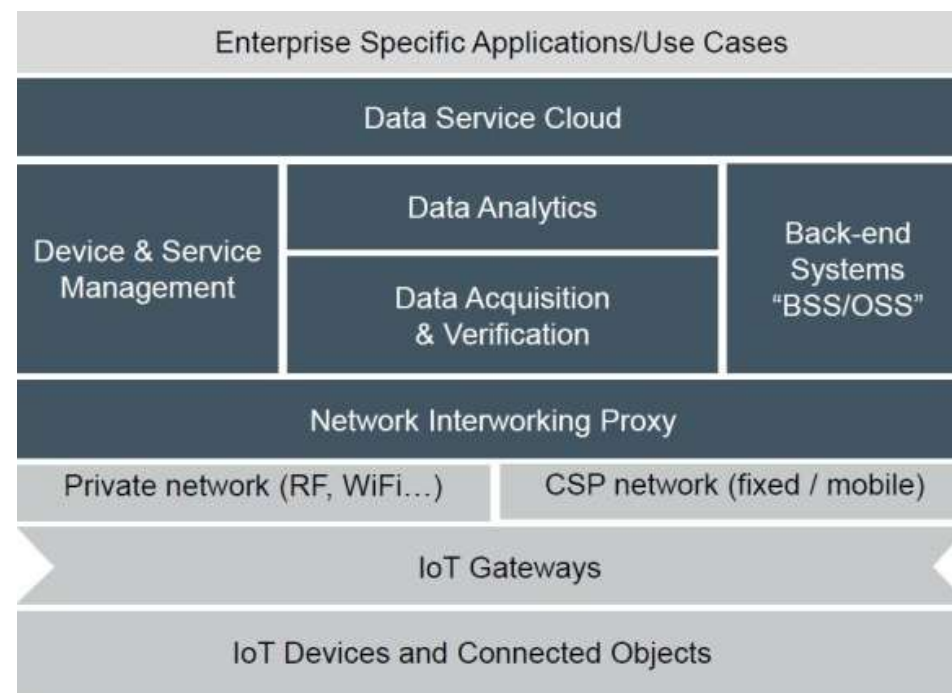 Enterprise Specific Applications/Use Cases
Data Service Cloud
Device & Service
Management
Data Analytics
Data Acquisition
& Verification
Back-end
Systems
“BSS/OSS”
Network Interworking Proxy
Private network (RF, WiFi…)
CSP network (fixed / mobile)
IoT Gateways
IoT Devices and Connected Objects